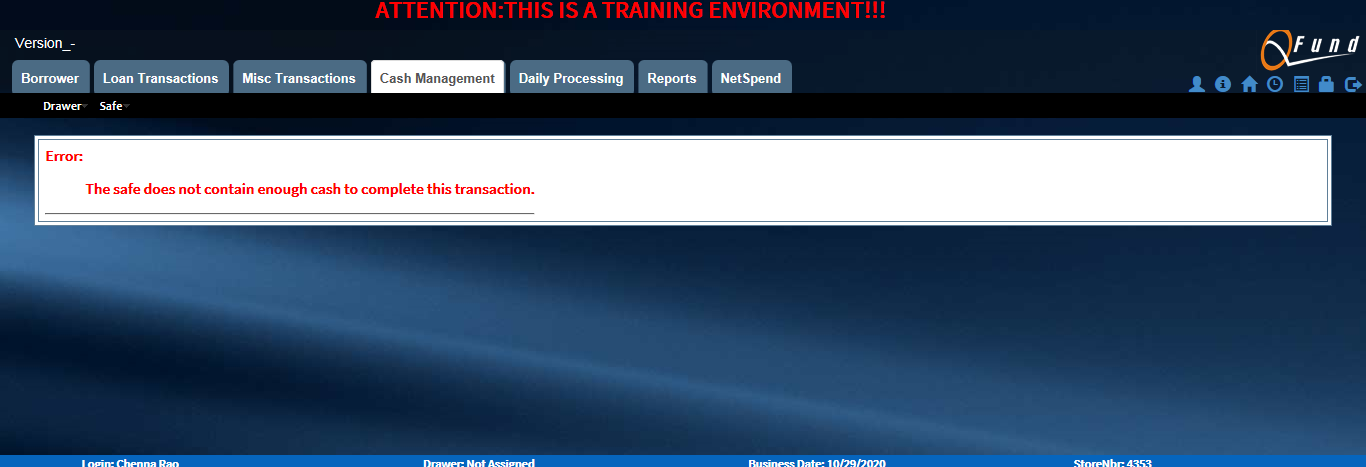 ATTENTION:THIS IS A TRAINING ENVIRONMENT!!!
Version_-
QFund
Borrower Loan Transactions Misc Transactions Cash Management Daily Processing Reports NetSpend
Drawer Safe
Error:
The safe does not contain enough cash to complete this transaction.
Login: Chenna Rao Drawer: Not Assigned Business Date: 10/29/2020 StoreNbr: 4353